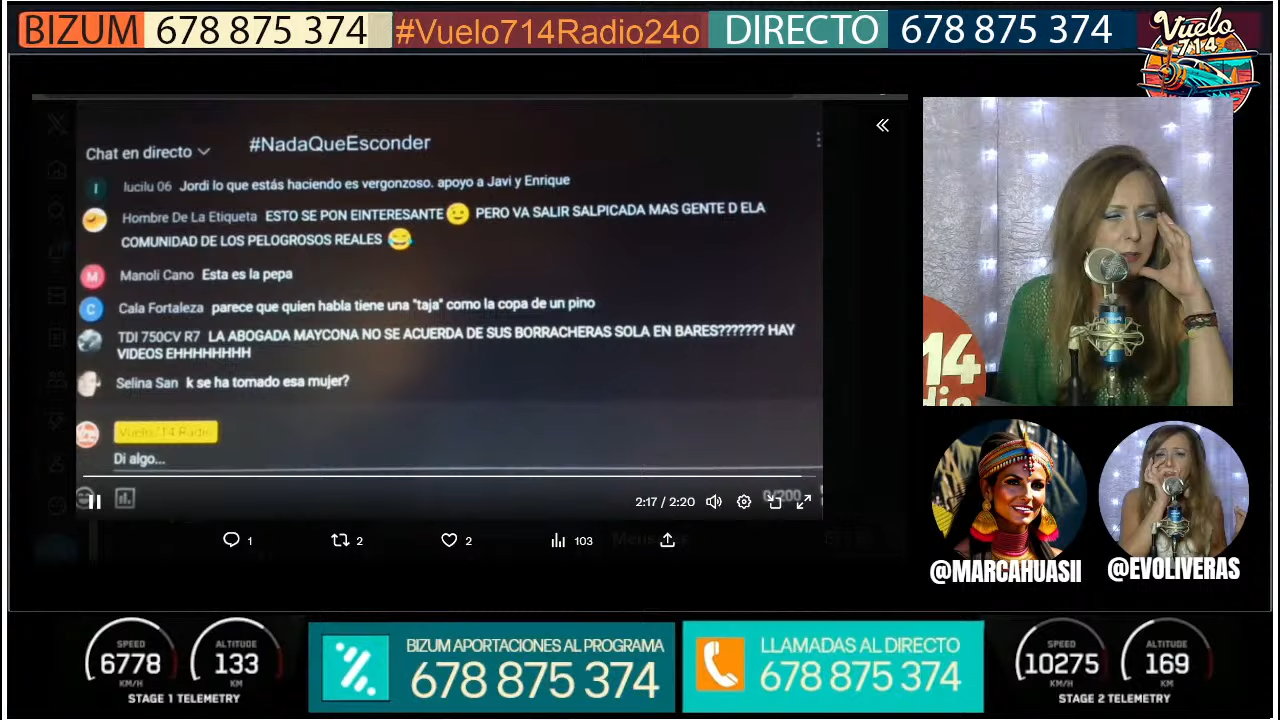 BIZUM 678 875 374 #Vuelo714Radio24o DIRECTO 678 875 374
Vuelo
714
Chat en directo
#NadaQueEsconder
lucilu 06 Jordi lo que estás haciendo es vergonzoso. apoyo a Javi y Enrique
Hombre De La Etiqueta ESTO SE PON EINTERESANTE 😉 PERO VA SALIR SALPICADA MAS GENTE D ELA
COMUNIDAD DE LOS PELOGROSOS REALES 😂
M Manoli Cano Esta es la pepa
C Cala Fortaleza parece que quien habla tiene una "taja" como la copa de un pino
TDI 750CV R7 LA ABOGADA MAYCONA NO SE ACUERDA DE SUS BORRACHERAS SOLA EN BARES??????? HAY
VIDEOS EHHHHHHHH
Selina San k se ha tomado esa mujer?
Vuelo714 Radio
Di algo...
2:17 / 2:20
0/200
1
2
2
103
14
dio
@MARCAHUASII
@EVOLIVERAS
SPEED
6778
KM/H
ALTITUDE
133
KM
STAGE 1 TELEMETRY
BIZUM APORTACIONES AL PROGRAMA
678 875 374
LLAMADAS AL DIRECTO
678 875 374
SPEED
10275
KM/H
ALTITUDE
169
KM
STAGE 2 TELEMETRY